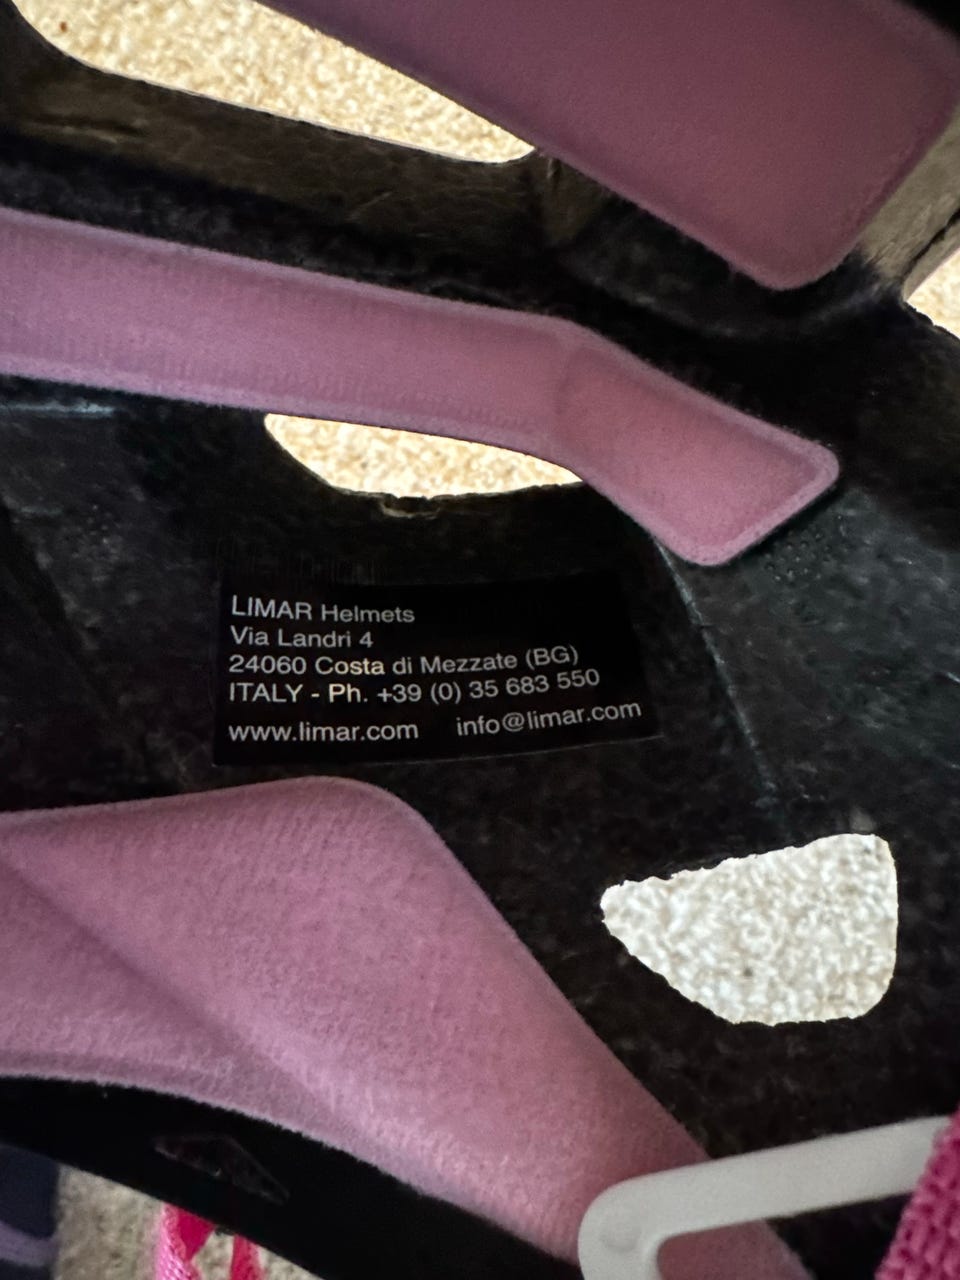 LIMAR Helmets
Via Landri 4
24060 Costa di Mezzate (BG)
ITALY - Ph. +39 (0) 35 683 550
www.limar.com info@limar.com